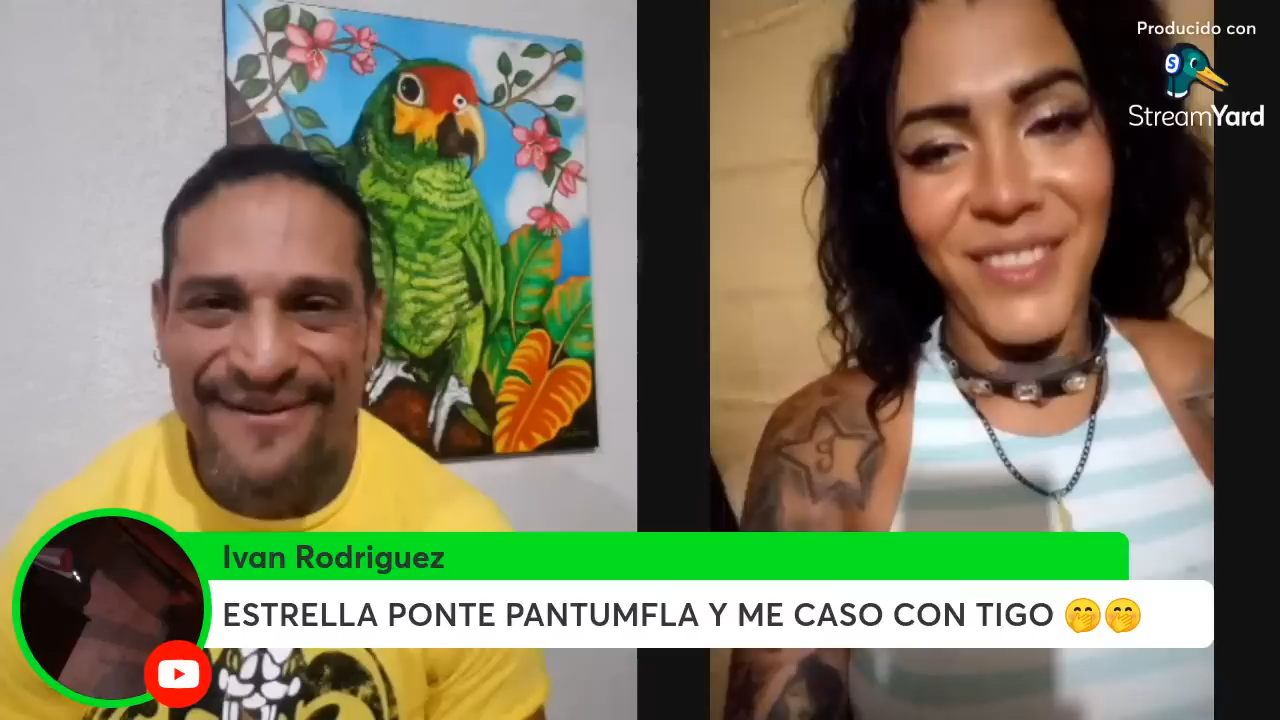 Producido con
StreamYard
Ivan Rodriguez
ESTRELLA PONTE PANTUMFLA Y ME CASO CON TIGO 🤭🤭